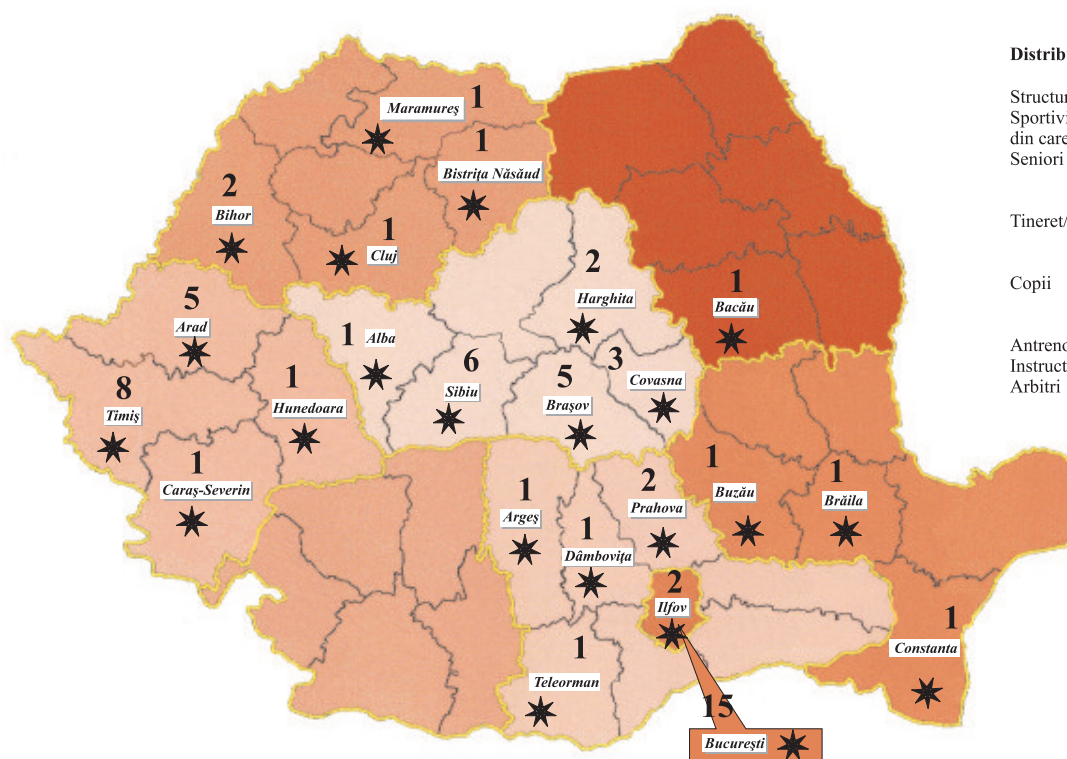 1
Maramureş
1
Bistriţa Năsăud
2
Bihor
1
Cluj
2
Harghita
1
Bacău
5
Arad
1
Alba
6
Sibiu
5
Braşov
3
Covasna
8
Timiş
1
Hunedoara
1
Caraş-Severin
1
Argeş
1
Dâmboviţa
2
Prahova
1
Buzău
1
Brăila
2
Ilfov
1
Teleorman
1
Constanta
15
Bucureşti
Distrib
Structur
Sportivi
din care
Seniori
Tineret/
Copii
Antreno
Instruct
Arbitri